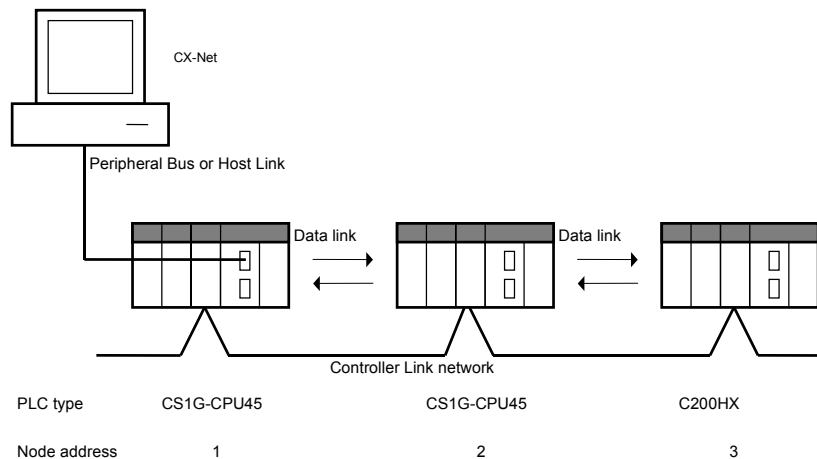 CX-Net
Peripheral Bus or Host Link
Data link
Data link
Controller Link network
PLC type CS1G-CPU45 CS1G-CPU45 C200HX
Node address 1 2 3